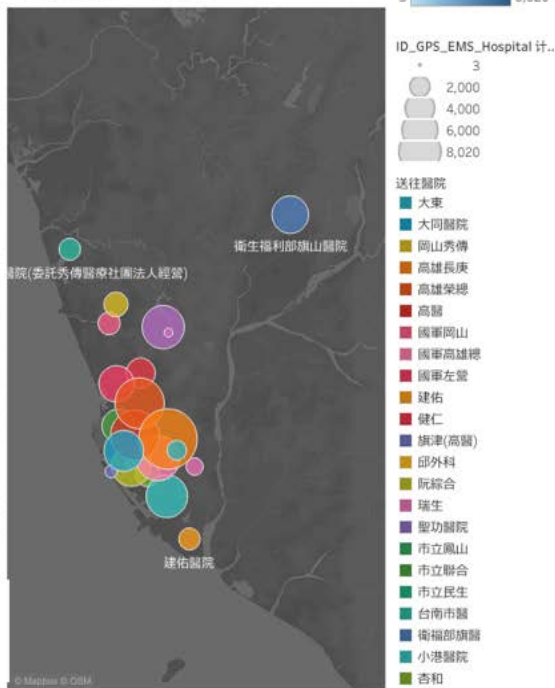 ID_GPS_EMS_Hospital 计...
3
2,000
4,000
6,000
8,020
送往醫院
大東
大同醫院
岡山秀傳
高雄長庚
高雄榮總
高醫
國軍岡山
國軍高雄總
國軍左營
建佑
健仁
旗津(高醫)
邱外科
阮綜合
瑞生
聖功醫院
市立鳳山
市立聯合
市立民生
台南市醫
衛福部旗醫
小港醫院
杏和
衛生福利部旗山醫院
醫院(委託秀傳醫療社團法人經營)
建佑醫院
© Mapbox © OSM